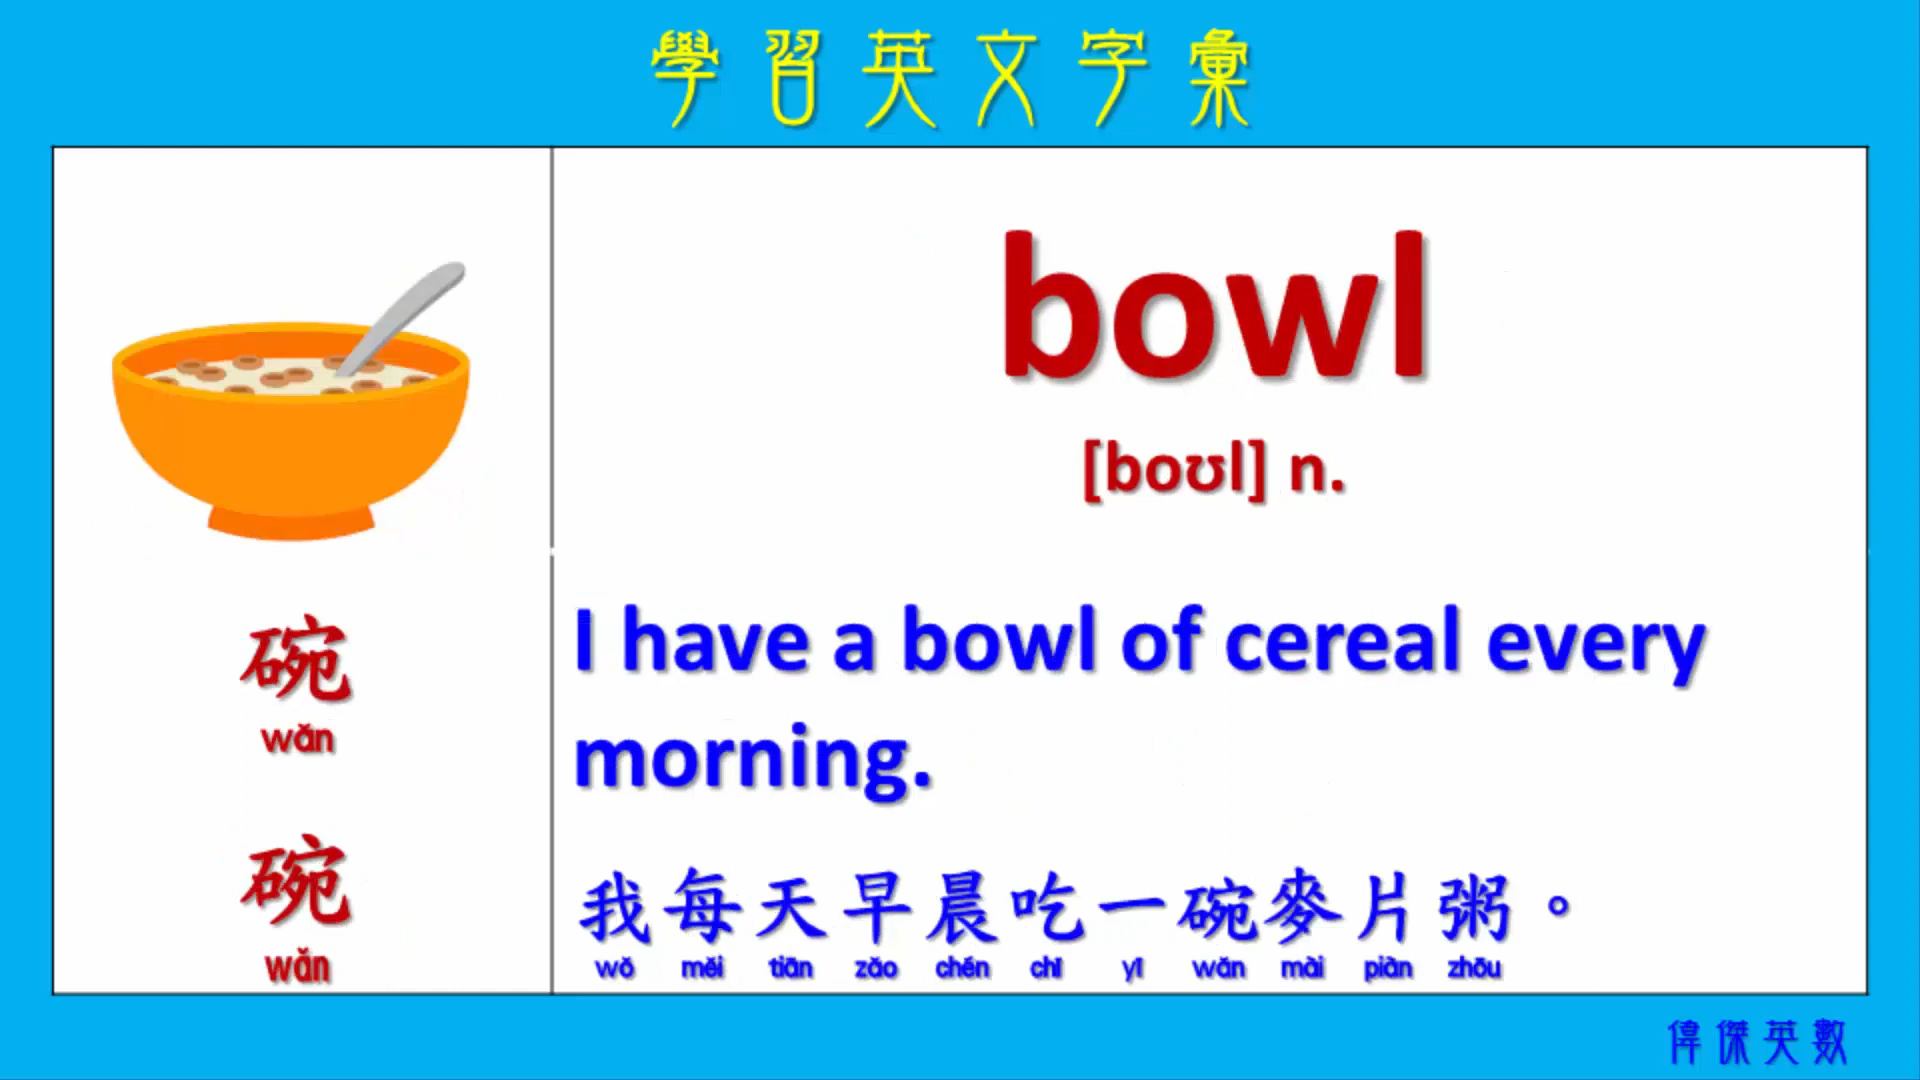 學習英文字彙
bowl
[boʊl] n.
碗
wǎn
碗
wǎn
I have a bowl of cereal every
morning.
我每天早晨吃一碗麥片粥。
wǒ měi tiān zǎo chén chī yī wǎn mài piàn zhōu
偉傑英數